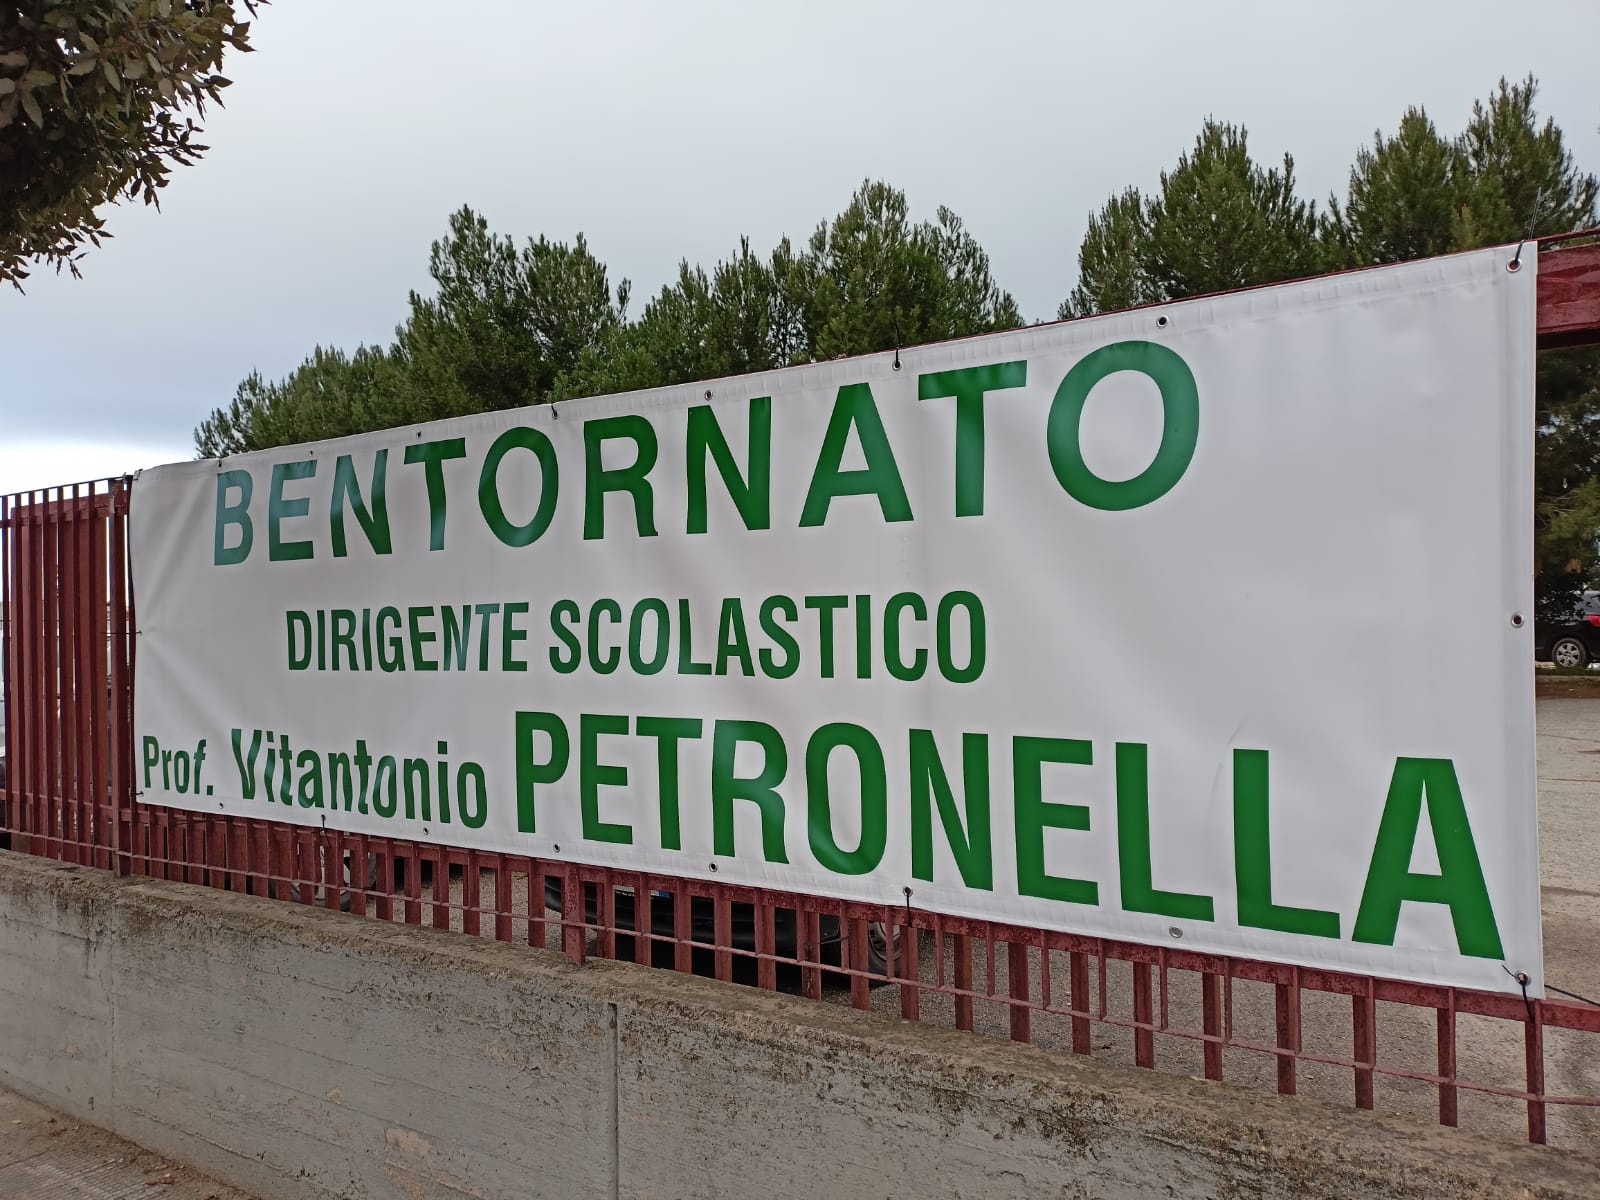 BENTORNATO
DIRIGENTE SCOLASTICO
Prof. Vitantonio PETRONELLA